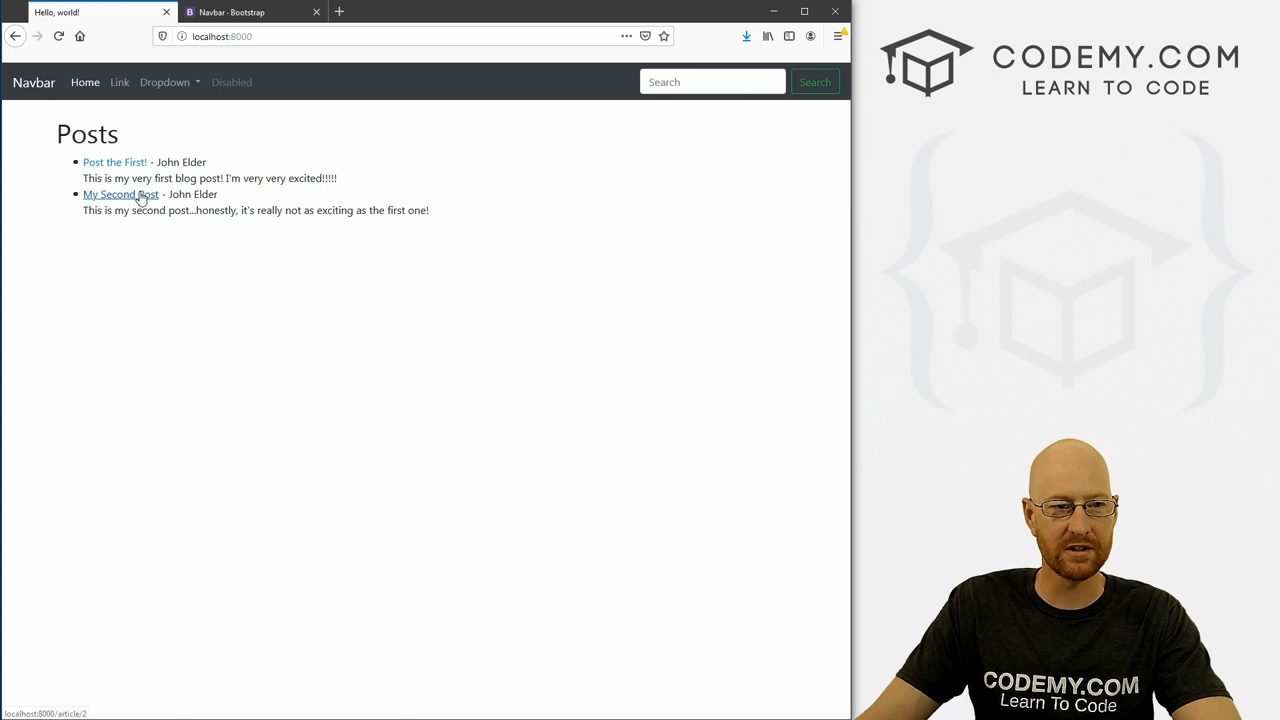 Hello, world!
Navbar · Bootstrap
localhost:8000
Navbar Home Link Dropdown Disabled Search Search
Posts
Post the First! - John Elder
This is my very first blog post! I'm very very excited!!!!!
My Second Post - John Elder
This is my second post...honestly, it's really not as exciting as the first one!
localhost:8000/article/2
CODEMY.COM
LEARN TO CODE
CODEMY.COM
Learn To Code